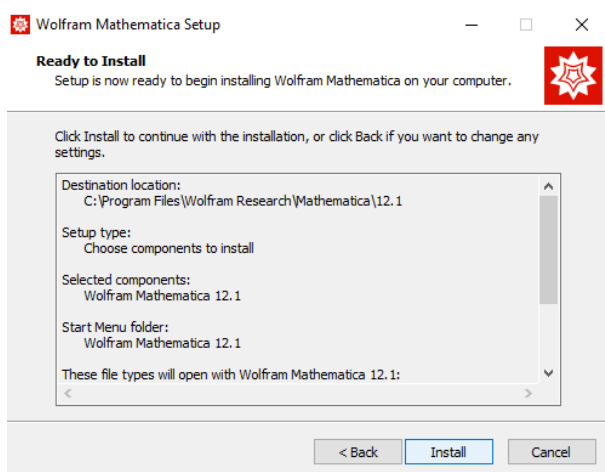 Wolfram Mathematica Setup
Ready to Install
Setup is now ready to begin installing Wolfram Mathematica on your computer.
Click Install to continue with the installation, or click Back if you want to change any
settings.
Destination location:
C:\Program Files\Wolfram Research\Mathematica\12.1
Setup type:
Choose components to install
Selected components:
Wolfram Mathematica 12.1
Start Menu folder:
Wolfram Mathematica 12.1
These file types will open with Wolfram Mathematica 12.1:
< Back Install Cancel